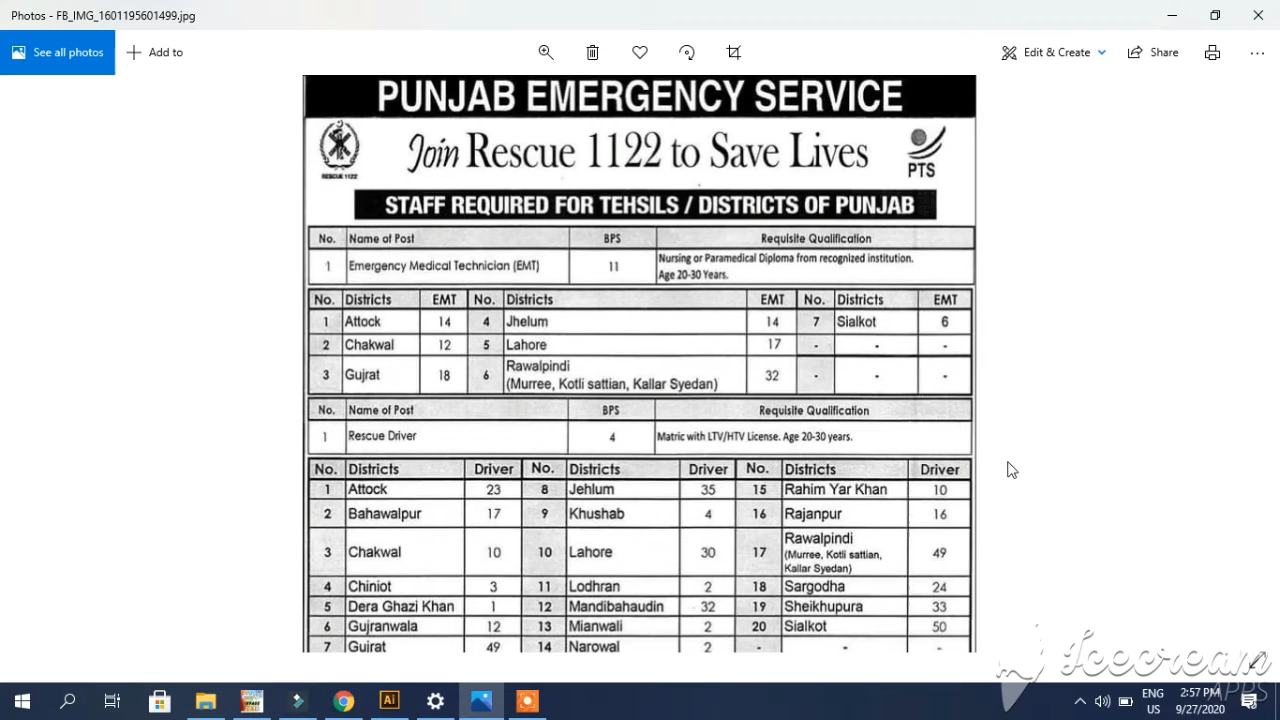 Photos - FB_IMG_1601195601499.jpg
See all photos
Add to
Edit & Create
Share
PUNJAB EMERGENCY SERVICE
Join Rescue 1122 to Save Lives
RESCUE 1122
PTS
STAFF REQUIRED FOR TEHSILS / DISTRICTS OF PUNJAB
No. Name of Post BPS Requisite Qualification
1 Emergency Medical Technician (EMT) 11 Nursing or Paramedical Diploma from recognized institution.
Age 20-30 Years.
No. Districts EMT No. Districts EMT No. Districts EMT
1 Attock 14 4 Jhelum 14 7 Sialkot 6
2 Chakwal 12 5 Lahore 17 - - -
3 Gujrat 18 6 Rawalpindi
(Murree, Kotli sattian, Kallar Syedan) 32 - - -
No. Name of Post BPS Requisite Qualification
1 Rescue Driver 4 Matric with LTV/HTV License. Age 20-30 years.
No. Districts Driver No. Districts Driver No. Districts Driver
1 Attock 23 8 Jehlum 35 15 Rahim Yar Khan 10
2 Bahawalpur 17 9 Khushab 4 16 Rajanpur 16
3 Chakwal 10 10 Lahore 30 17 Rawalpindi
(Murree, Kotli sattian,
Kallar Syedan) 49
4 Chiniot 3 11 Lodhran 2 18 Sargodha 24
5 Dera Ghazi Khan 1 12 Mandibahaudin 32 19 Sheikhupura 33
6 Gujranwala 12 13 Mianwali 2 20 Sialkot 50
7 Gujrat 49 14 Narowal 2 - - -
Icecream
APPS
ENG
US
2:57 PM
9/27/2020